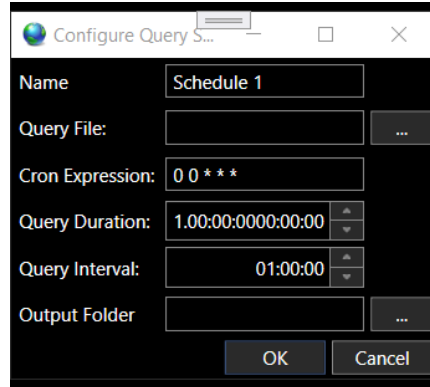 Configure Query S...
Name Schedule 1
Query File: ...
Cron Expression: 0 0 * * *
Query Duration: 1.00:00:0000:00:00
Query Interval: 01:00:00
Output Folder ...
OK Cancel